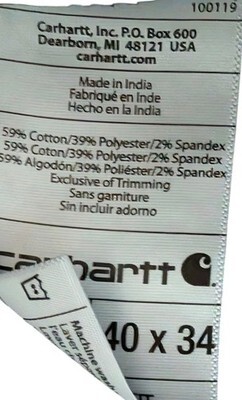 100119
Carhartt, Inc. P.O. Box 600
Dearborn, MI 48121 USA
carhartt.com
Made in India
Fabriqué en Inde
Hecho en la India
59% Cotton/39% Polyester/2% Spandex
59% Coton/39% Polyester/2% Spandex
59% Algodón/39% Poliéster/2% Spandex
Exclusive of Trimming
Sans garniture
Sin incluir adorno
carhartt
40 x 34
Machine
Laver